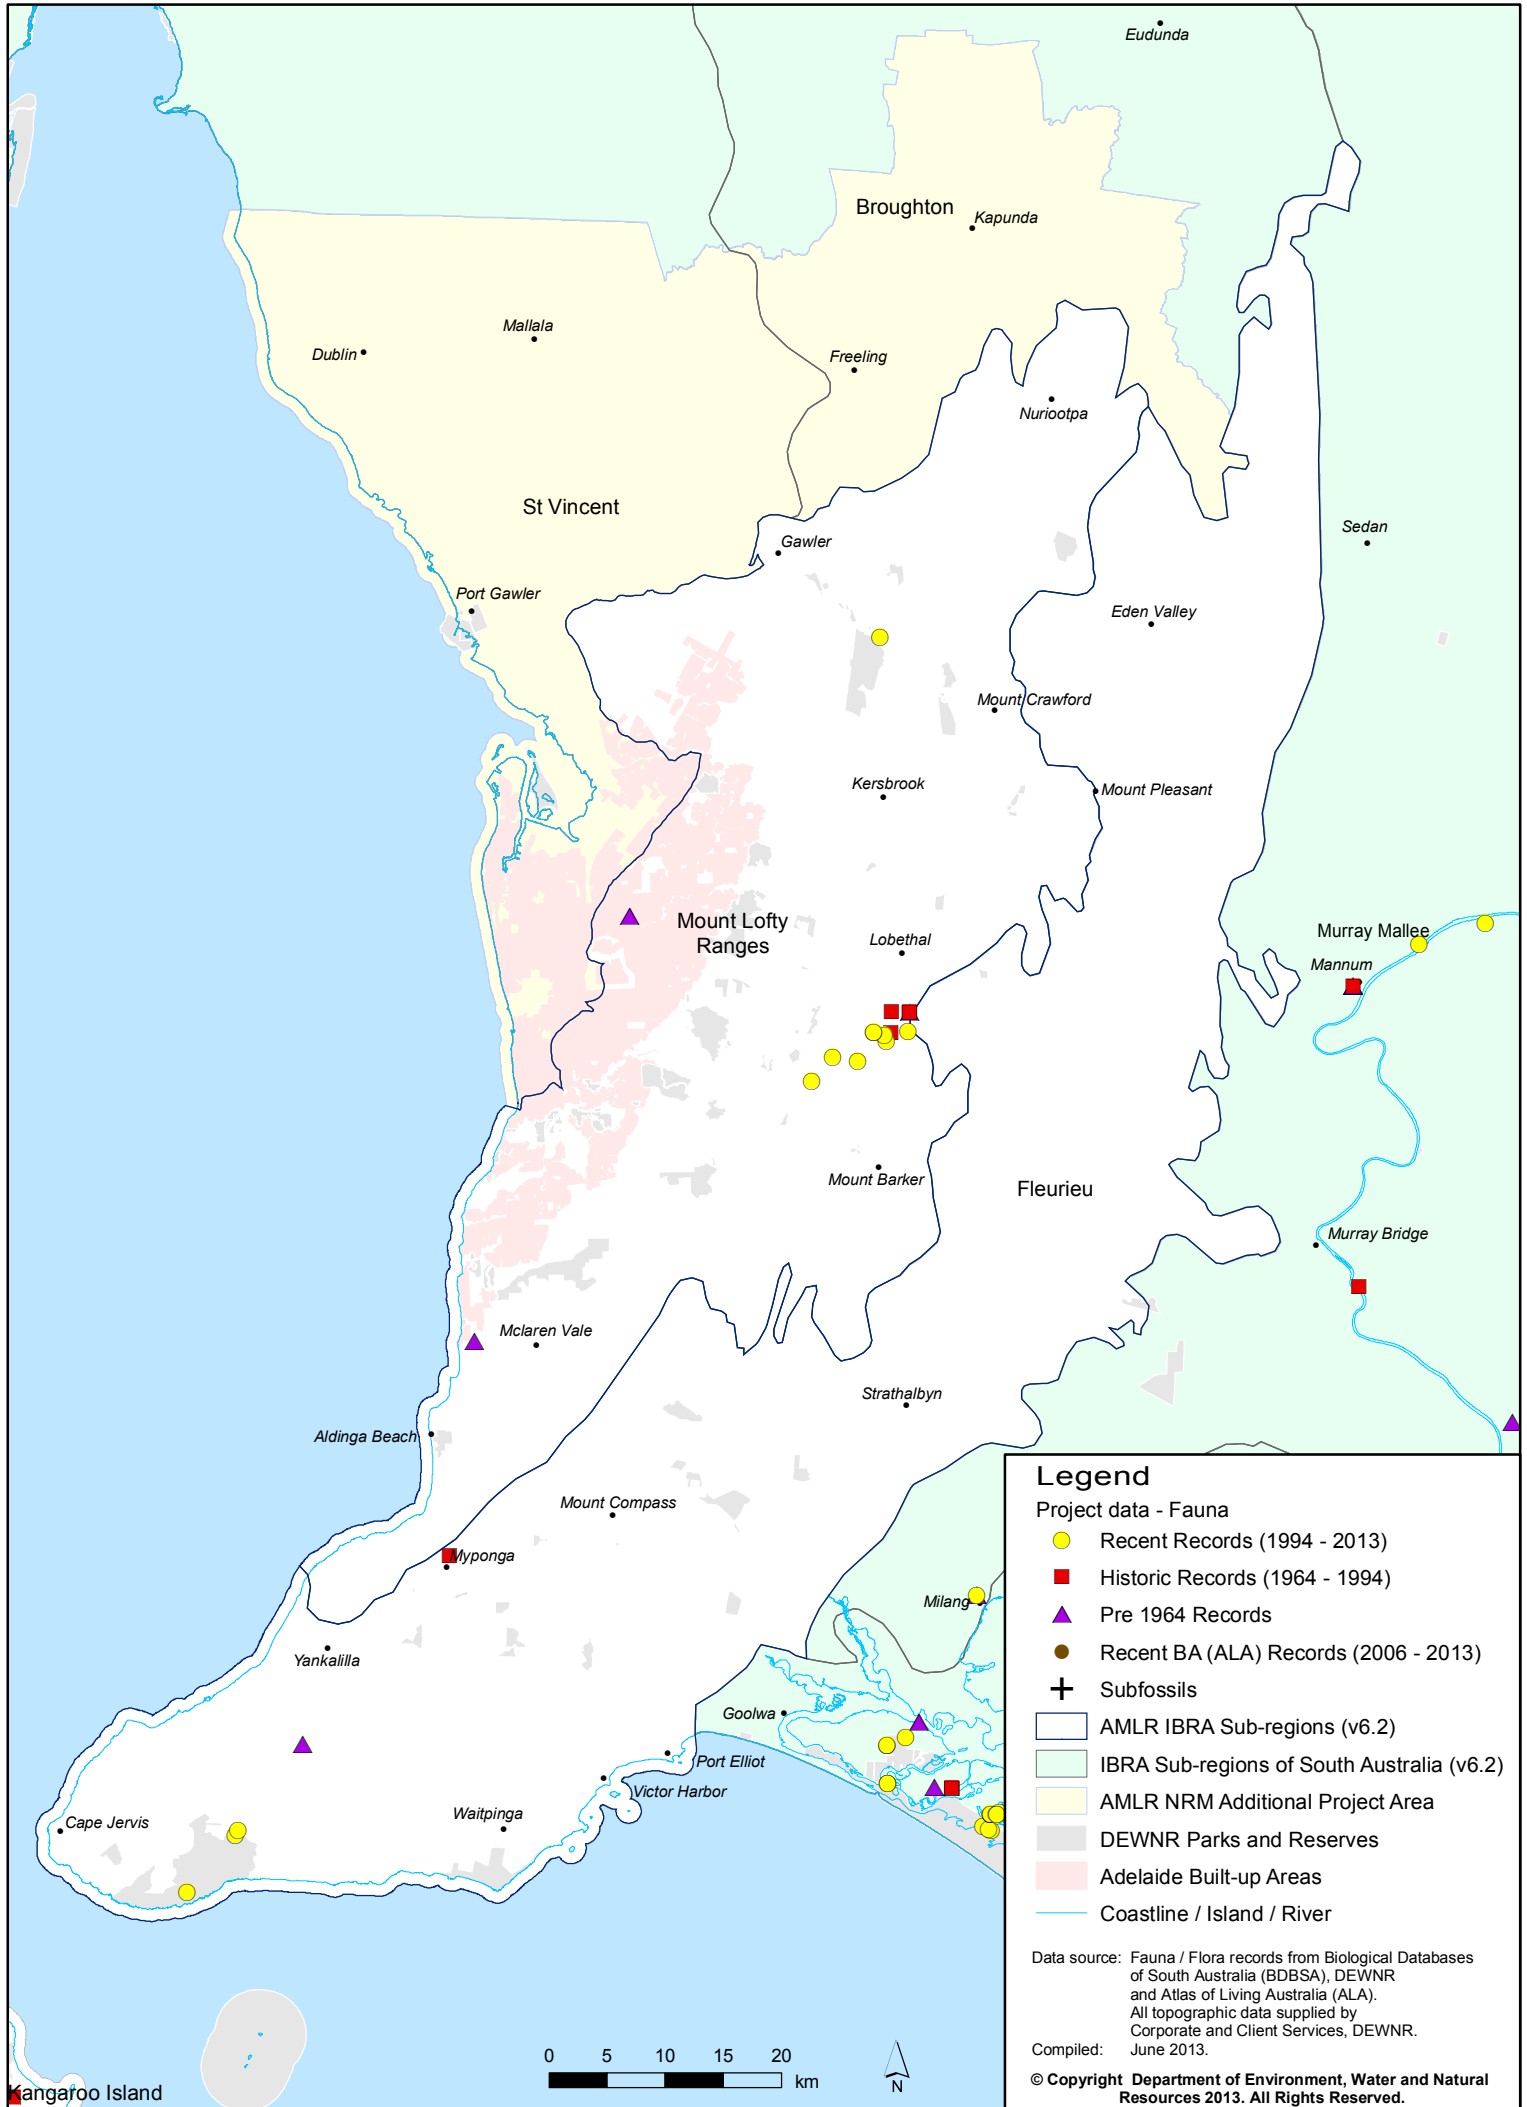 Eudunda
Broughton
Kapunda
Mallala
Dublin
Freeling
Nuriootpa
St Vincent
Sedan
Gawler
Port Gawler
Eden Valley
Mount Crawford
Kersbrook
Mount Pleasant
Mount Lofty
Ranges
Lobethal
Murray Mallee
Mannum
Mount Barker
Fleurieu
Murray Bridge
Mclaren Vale
Strathalbyn
Aldinga Beach
Mount Compass
Myponga
Milang
Yankalilla
Goolwa
Port Elliot
Victor Harbor
Waitpinga
Cape Jervis
Kangaroo Island
0 5 10 15 20
km
N
Legend
Project data - Fauna
Recent Records (1994 - 2013)
Historic Records (1964 - 1994)
Pre 1964 Records
Recent BA (ALA) Records (2006 - 2013)
Subfossils
AMLR IBRA Sub-regions (v6.2)
IBRA Sub-regions of South Australia (v6.2)
AMLR NRM Additional Project Area
DEWNR Parks and Reserves
Adelaide Built-up Areas
Coastline / Island / River
Data source: Fauna / Flora records from Biological Databases
of South Australia (BDBSA), DEWNR
and Atlas of Living Australia (ALA).
All topographic data supplied by
Corporate and Client Services, DEWNR.
Compiled: June 2013.
© Copyright Department of Environment, Water and Natural
Resources 2013. All Rights Reserved.